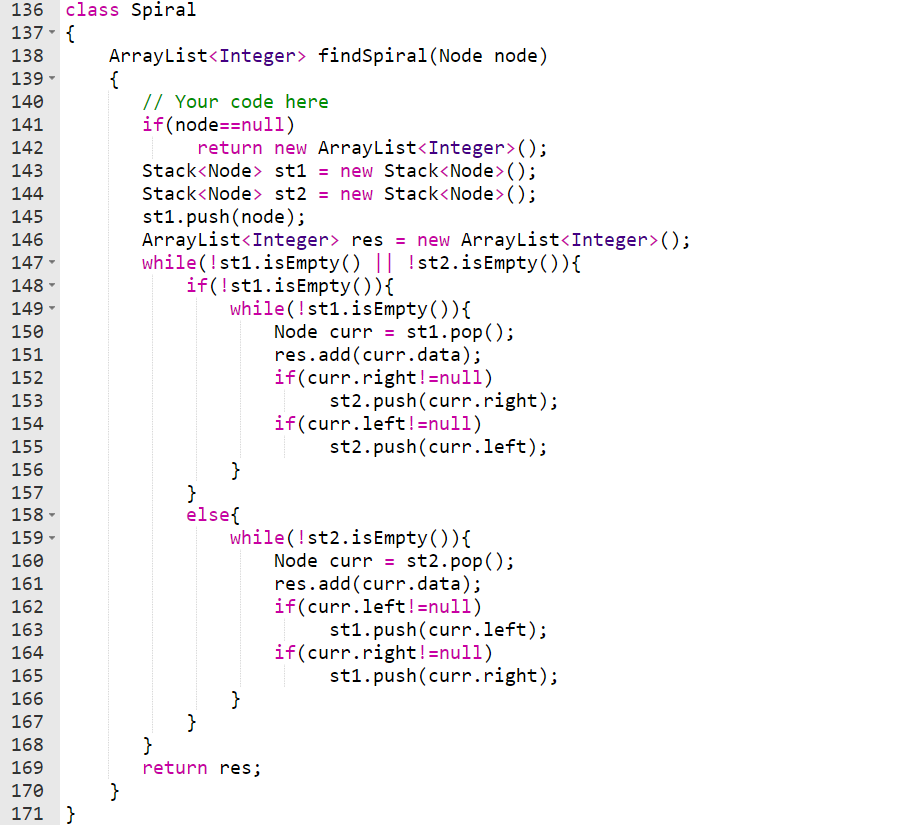 136 class Spiral
137 {
138     ArrayList<Integer> findSpiral(Node node)
139     {
140        // Your code here
141        if(node==null)
142             return new ArrayList<Integer>();
143        Stack<Node> st1 = new Stack<Node>();
144        Stack<Node> st2 = new Stack<Node>();
145        st1.push(node);
146        ArrayList<Integer> res = new ArrayList<Integer>();
147        while(!st1.isEmpty() || !st2.isEmpty()){
148            if(!st1.isEmpty()){
149                while(!st1.isEmpty()){
150                    Node curr = st1.pop();
151                    res.add(curr.data);
152                    if(curr.right!=null)
153                         st2.push(curr.right);
154                    if(curr.left!=null)
155                         st2.push(curr.left);
156                }
157            }
158            else{
159                while(!st2.isEmpty()){
160                    Node curr = st2.pop();
161                    res.add(curr.data);
162                    if(curr.left!=null)
163                         st1.push(curr.left);
164                    if(curr.right!=null)
165                         st1.push(curr.right);
166                }
167            }
168        }
169        return res;
170     }
171 }